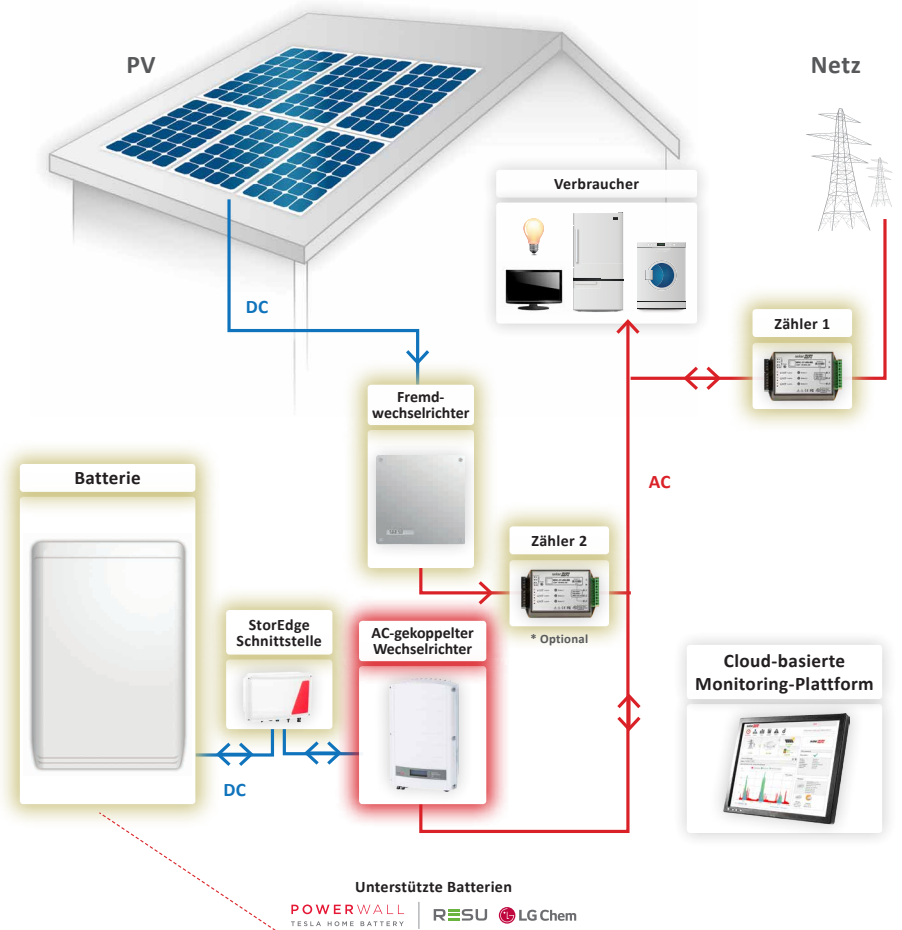 PV
Netz
Verbraucher
DC
Zähler 1
Fremd-
wechselrichter
Batterie
AC
Zähler 2
* Optional
StorEdge
Schnittstelle
AC-gekoppelter
Wechselrichter
Cloud-basierte
Monitoring-Plattform
DC
Unterstützte Batterien
POWERWALL
TESLA HOME BATTERY
RESU LG Chem